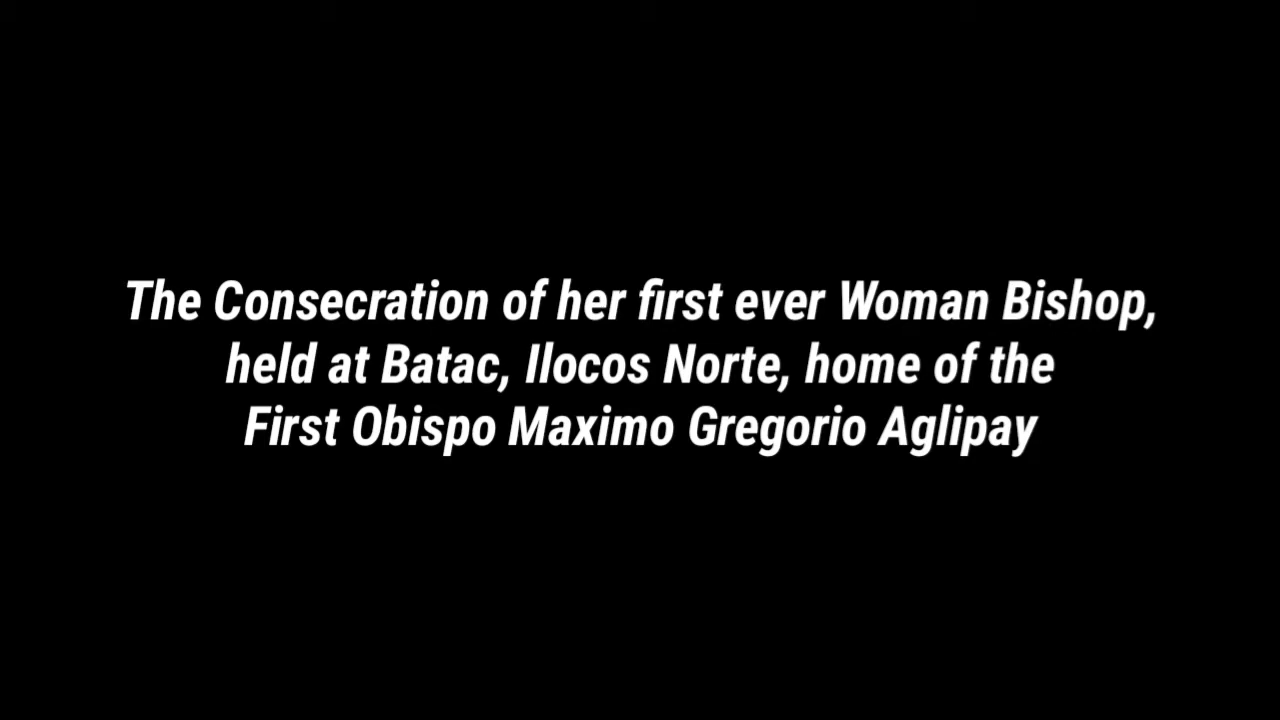 The Consecration of her first ever Woman Bishop,
held at Batac, Ilocos Norte, home of the
First Obispo Maximo Gregorio Aglipay